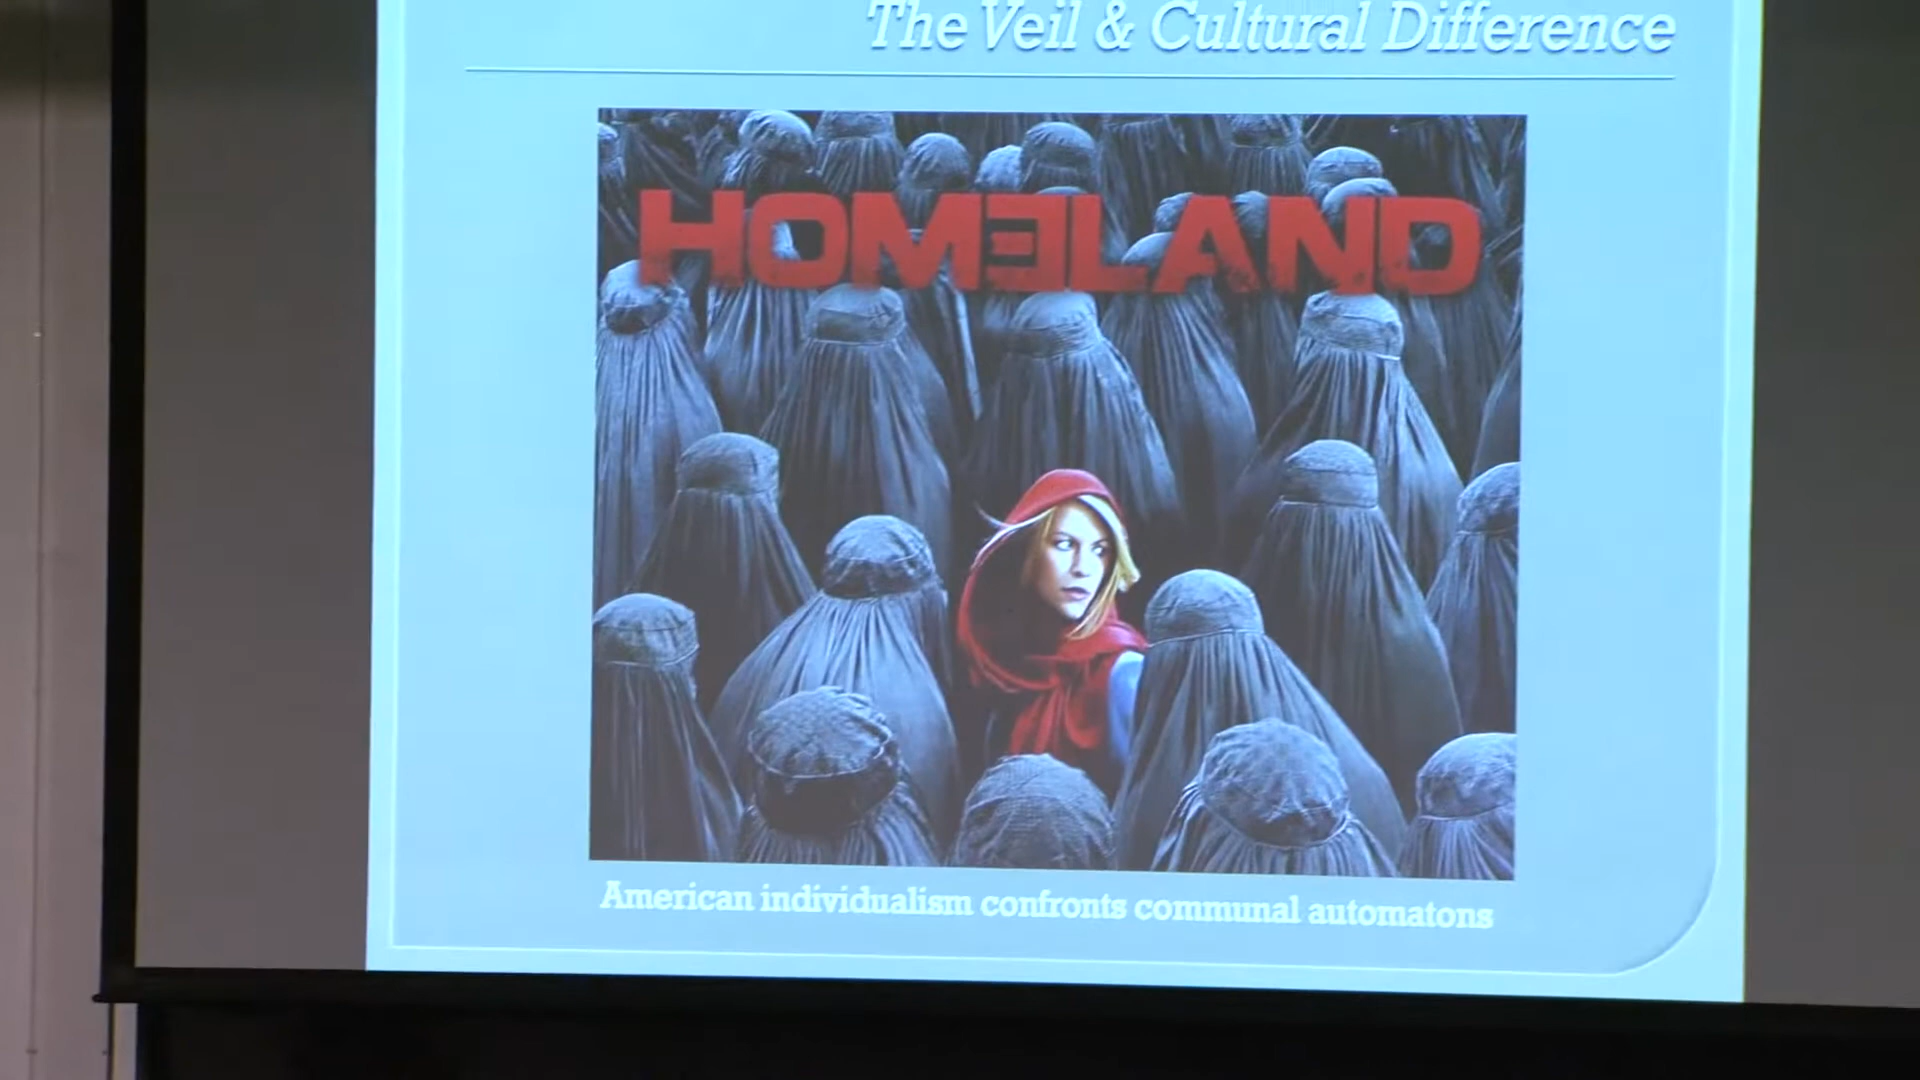 The Veil & Cultural Difference
HOMELAND
American individualism confronts communal automatons